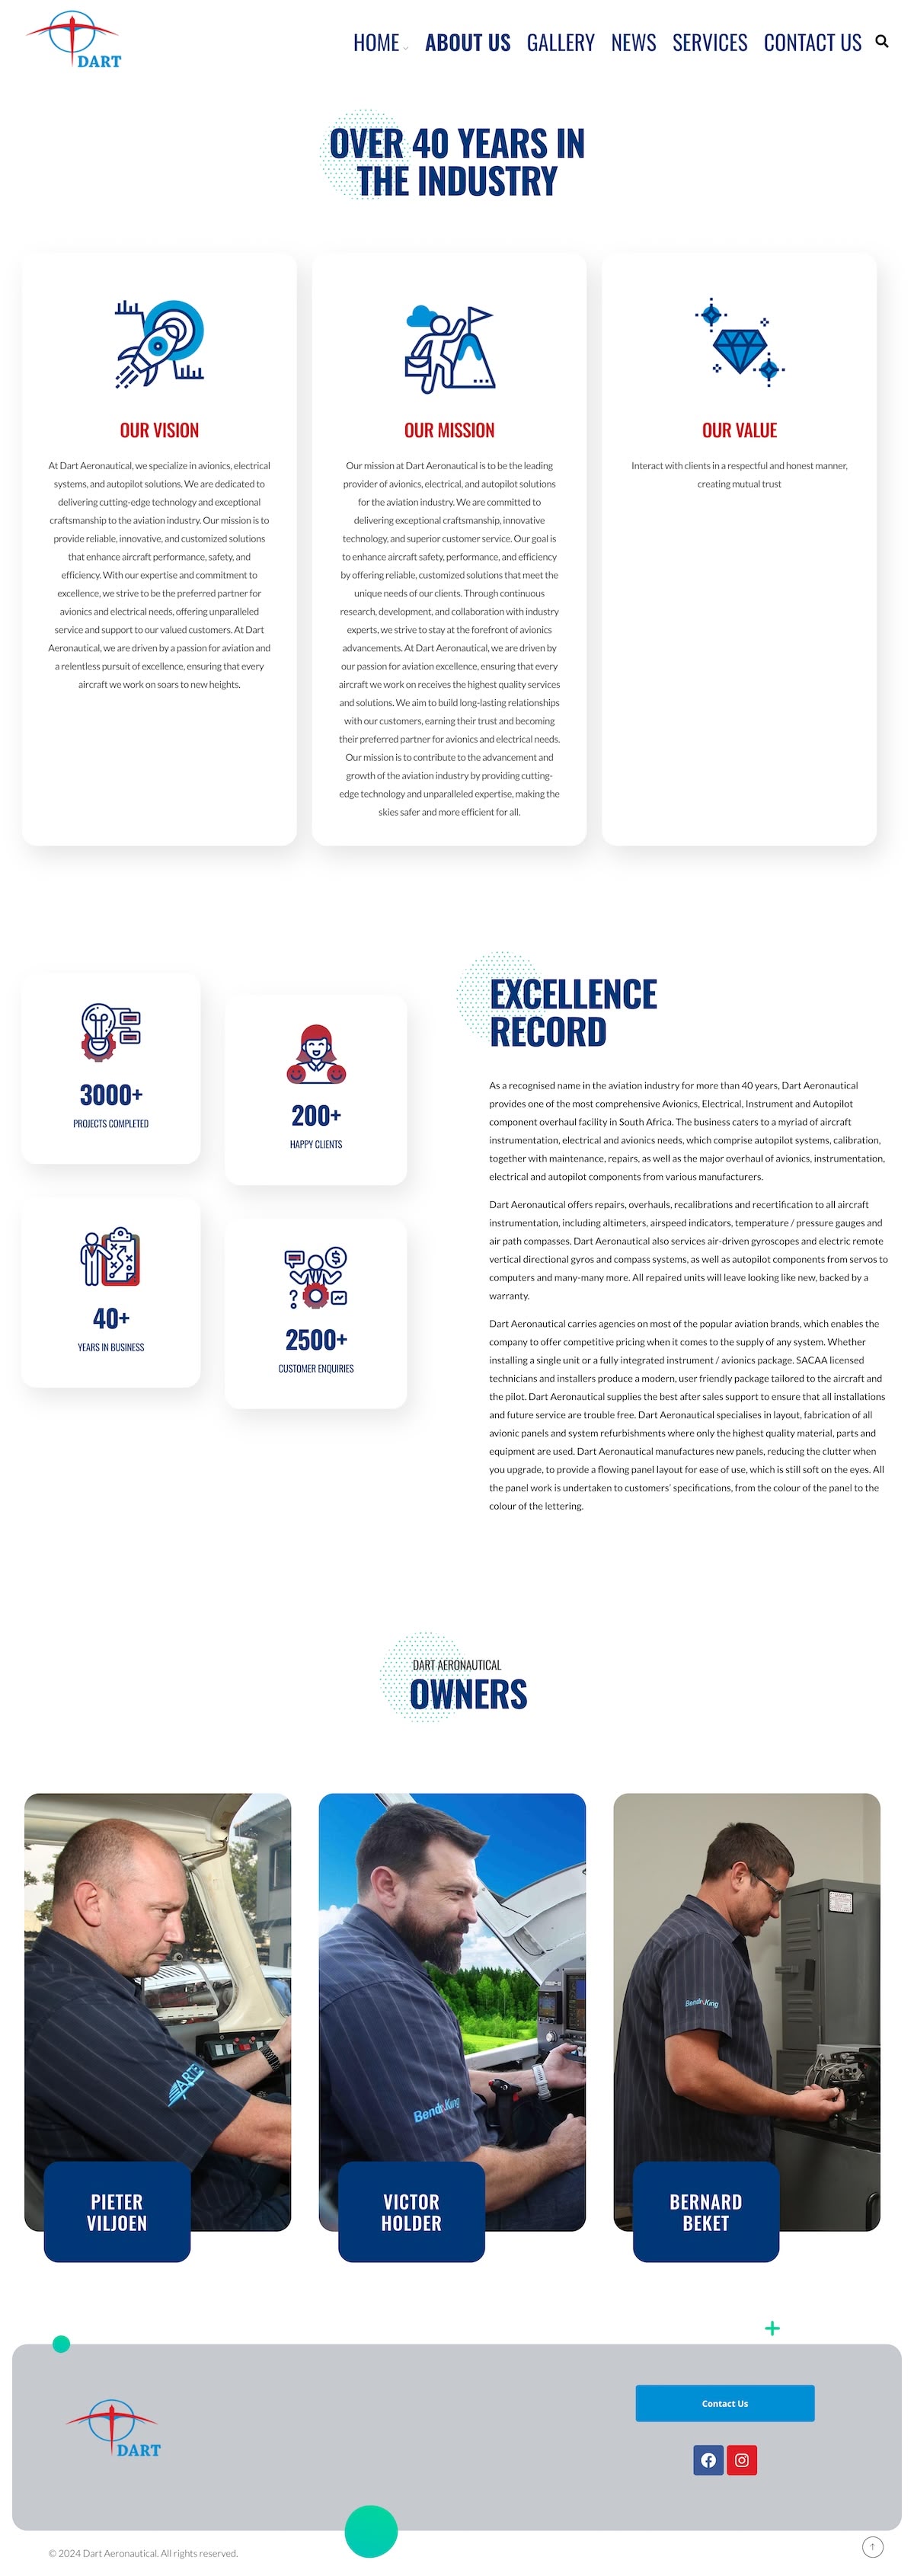 DART
HOME
ABOUT US
GALLERY
NEWS
SERVICES
CONTACT US
OVER 40 YEARS IN
THE INDUSTRY
OUR VISION
At Dart Aeronautical, we specialize in avionics, electrical
systems, and autopilot solutions. We are dedicated to
delivering cutting-edge technology and exceptional
craftsmanship to the aviation industry. Our mission is to
provide reliable, innovative, and customized solutions
that enhance aircraft performance, safety, and
efficiency. With our expertise and commitment to
excellence, we strive to be the preferred partner for
avionics and electrical needs, offering unparalleled
service and support to our valued customers. At Dart
Aeronautical, we are driven by a passion for aviation and
a relentless pursuit of excellence, ensuring that every
aircraft we work on soars to new heights.
OUR MISSION
Our mission at Dart Aeronautical is to be the leading
provider of avionics, electrical, and autopilot solutions
for the aviation industry. We are committed to
delivering exceptional craftsmanship, innovative
technology, and superior customer service. Our goal is
to enhance aircraft safety, performance, and efficiency
by offering reliable, customized solutions that meet the
unique needs of our clients. Through continuous
research, development, and collaboration with industry
experts, we strive to stay at the forefront of avionics
advancements. At Dart Aeronautical, we are driven by
our passion for aviation excellence, ensuring that every
aircraft we work on receives the highest quality services
and solutions. We aim to build long-lasting relationships
with our customers, earning their trust and becoming
their preferred partner for avionics and electrical needs.
Our mission is to contribute to the advancement and
growth of the aviation industry by providing cutting-
edge technology and unparalleled expertise, making the
skies safer and more efficient for all.
OUR VALUE
Interact with clients in a respectful and honest manner,
creating mutual trust
3000+
PROJECTS COMPLETED
200+
HAPPY CLIENTS
40+
YEARS IN BUSINESS
2500+
CUSTOMER ENQUIRIES
EXCELLENCE
RECORD
As a recognised name in the aviation industry for more than 40 years, Dart Aeronautical
provides one of the most comprehensive Avionics, Electrical, Instrument and Autopilot
component overhaul facility in South Africa. The business caters to a myriad of aircraft
instrumentation, electrical and avionics needs, which comprise autopilot systems, calibration,
together with maintenance, repairs, as well as the major overhaul of avionics, instrumentation,
electrical and autopilot components from various manufacturers.
Dart Aeronautical offers repairs, overhauls, recalibrations and recertification to all aircraft
instrumentation, including altimeters, airspeed indicators, temperature / pressure gauges and
air path compasses. Dart Aeronautical also services air-driven gyroscopes and electric remote
vertical directional gyros and compass systems, as well as autopilot components from servos to
computers and many-many more. All repaired units will leave looking like new, backed by a
warranty.
Dart Aeronautical carries agencies on most of the popular aviation brands, which enables the
company to offer competitive pricing when it comes to the supply of any system. Whether
installing a single unit or a fully integrated instrument / avionics package. SACAA licensed
technicians and installers produce a modern, user friendly package tailored to the aircraft and
the pilot. Dart Aeronautical supplies the best after sales support to ensure that all installations
and future service are trouble free. Dart Aeronautical specialises in layout, fabrication of all
avionic panels and system refurbishments where only the highest quality material, parts and
equipment are used. Dart Aeronautical manufactures new panels, reducing the clutter when
you upgrade, to provide a flowing panel layout for ease of use, which is still soft on the eyes. All
the panel work is undertaken to customers' specifications, from the colour of the panel to the
colour of the lettering.
DART AERONAUTICAL
OWNERS
BendixKing
BendixKing
PIETER
VILJOEN
VICTOR
HOLDER
BERNARD
BEKET
DART
Contact Us
© 2024 Dart Aeronautical. All rights reserved.